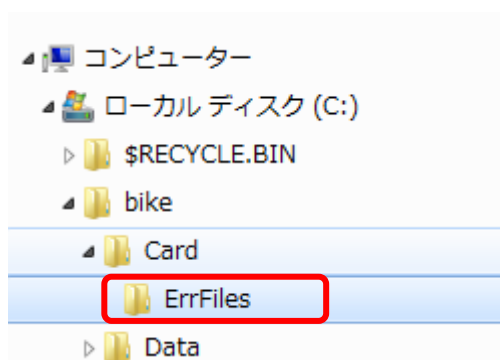 コンピューター
ローカル ディスク (C:)
$RECYCLE.BIN
bike
Card
ErrFiles
Data